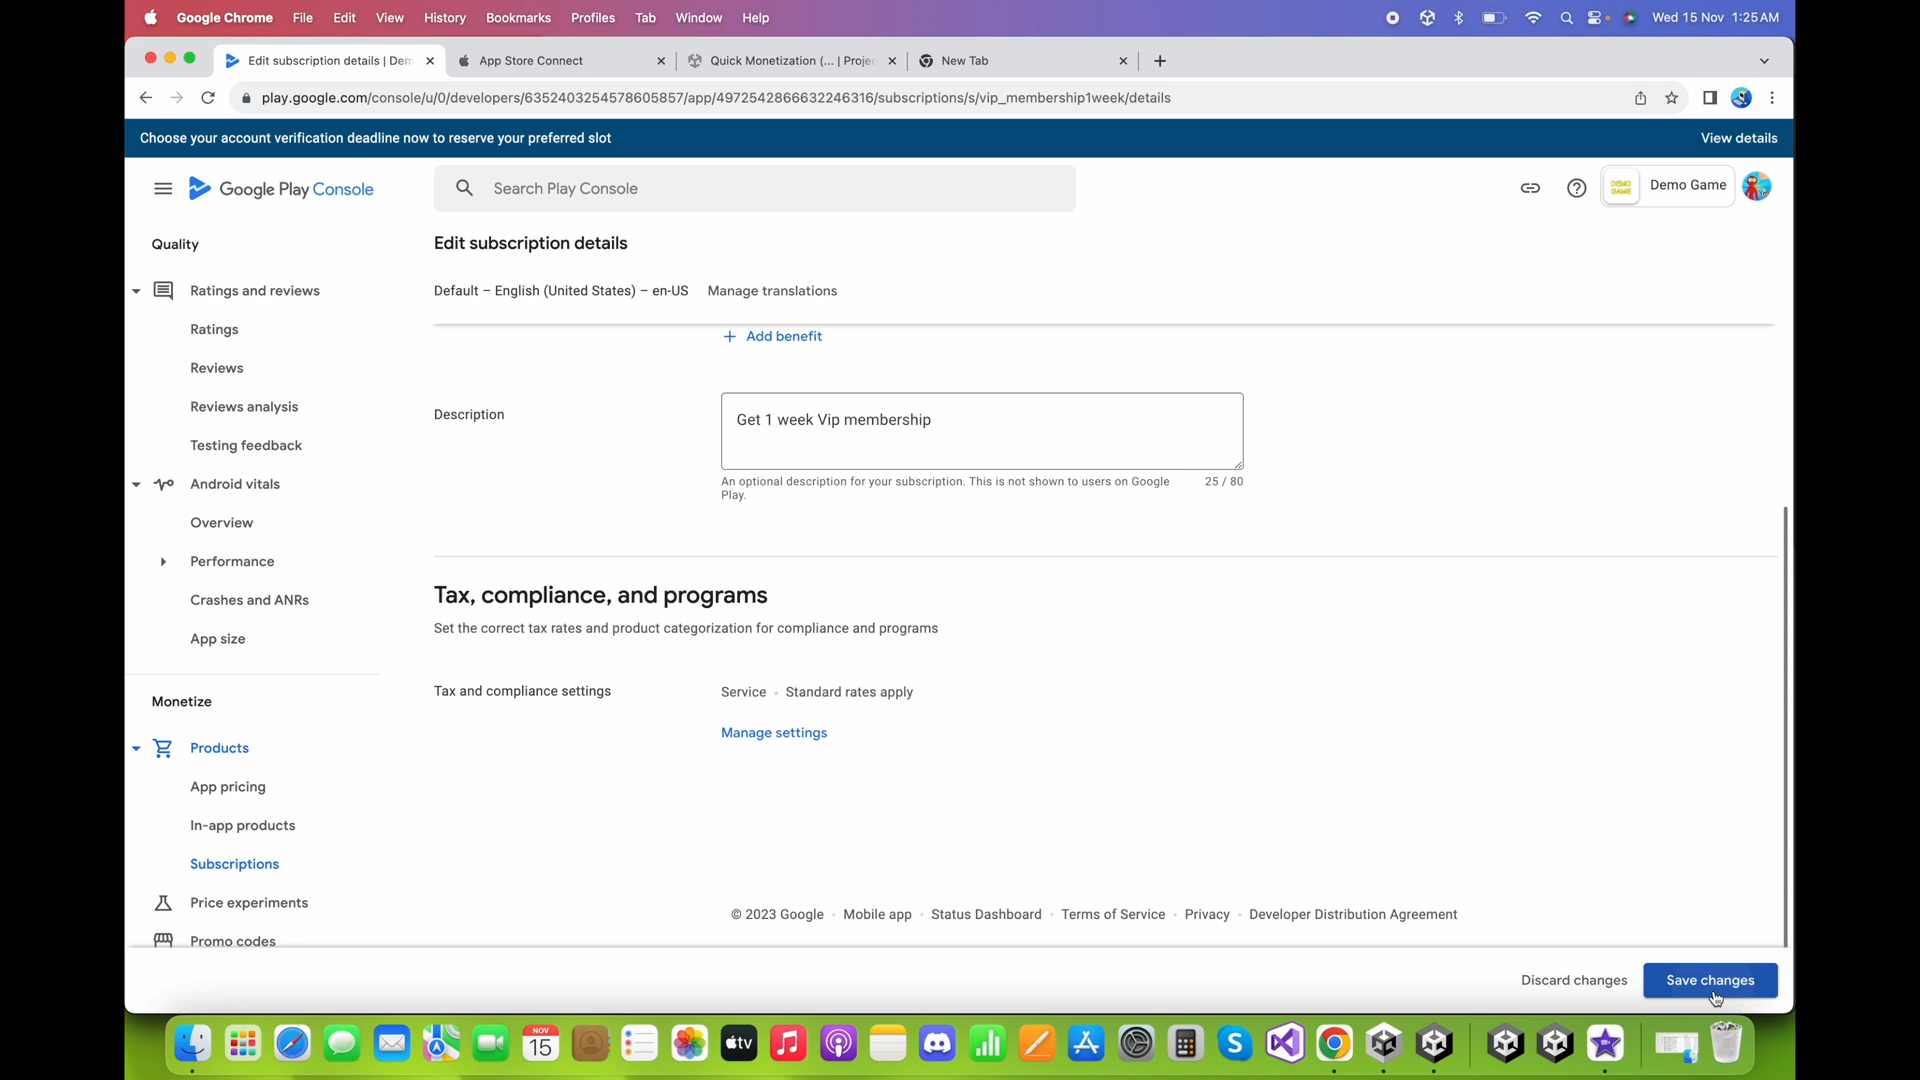 Google Chrome File Edit View History Bookmarks Profiles Tab Window Help Wed 15 Nov 1:25 AM
Edit subscription details | Dem App Store Connect Quick Monetization (... | Projec New Tab
play.google.com/console/u/0/developers/6352403254578605857/app/4972542866632246316/subscriptions/s/vip_membership1week/details
Choose your account verification deadline now to reserve your preferred slot View details
Google Play Console Search Play Console DEMO GAME Demo Game
Quality
Ratings and reviews
Ratings
Reviews
Reviews analysis
Testing feedback
Android vitals
Overview
Performance
Crashes and ANRs
App size
Monetize
Products
App pricing
In-app products
Subscriptions
Price experiments
Promo codes
Edit subscription details
Default – English (United States) – en-US Manage translations
+ Add benefit
Description
Get 1 week Vip membership
An optional description for your subscription. This is not shown to users on Google 25 / 80
Play.
Tax, compliance, and programs
Set the correct tax rates and product categorization for compliance and programs
Tax and compliance settings Service • Standard rates apply
Manage settings
© 2023 Google · Mobile app · Status Dashboard · Terms of Service · Privacy · Developer Distribution Agreement
Discard changes Save changes
NOV
15
tv